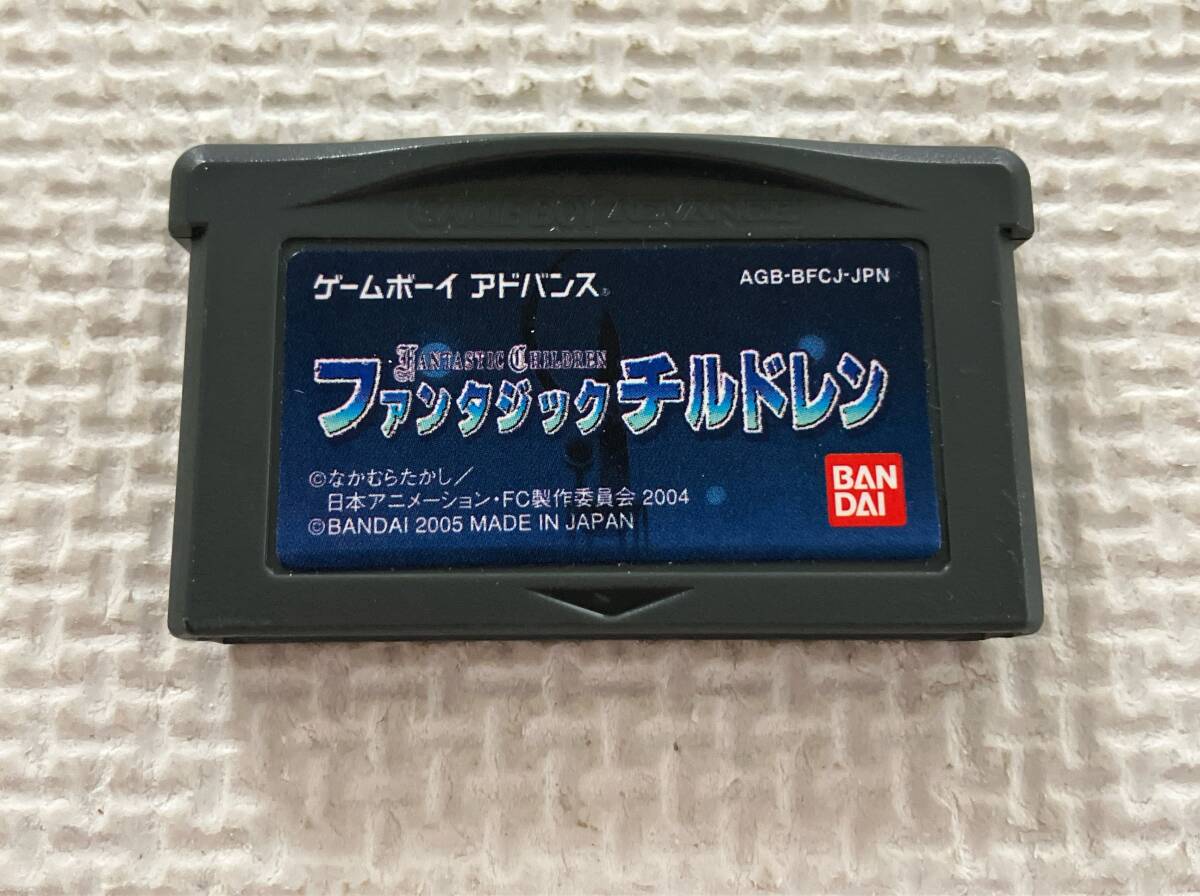 GAME BOY ADVANCE
ゲームボーイ アドバンス®
AGB-BFCJ-JPN
FANTASTIC CHILDREN
ファンタジックチルドレン
©なかむらたかし/
日本アニメーション・FC製作委員会 2004
©BANDAI 2005 MADE IN JAPAN
BAN
DAI